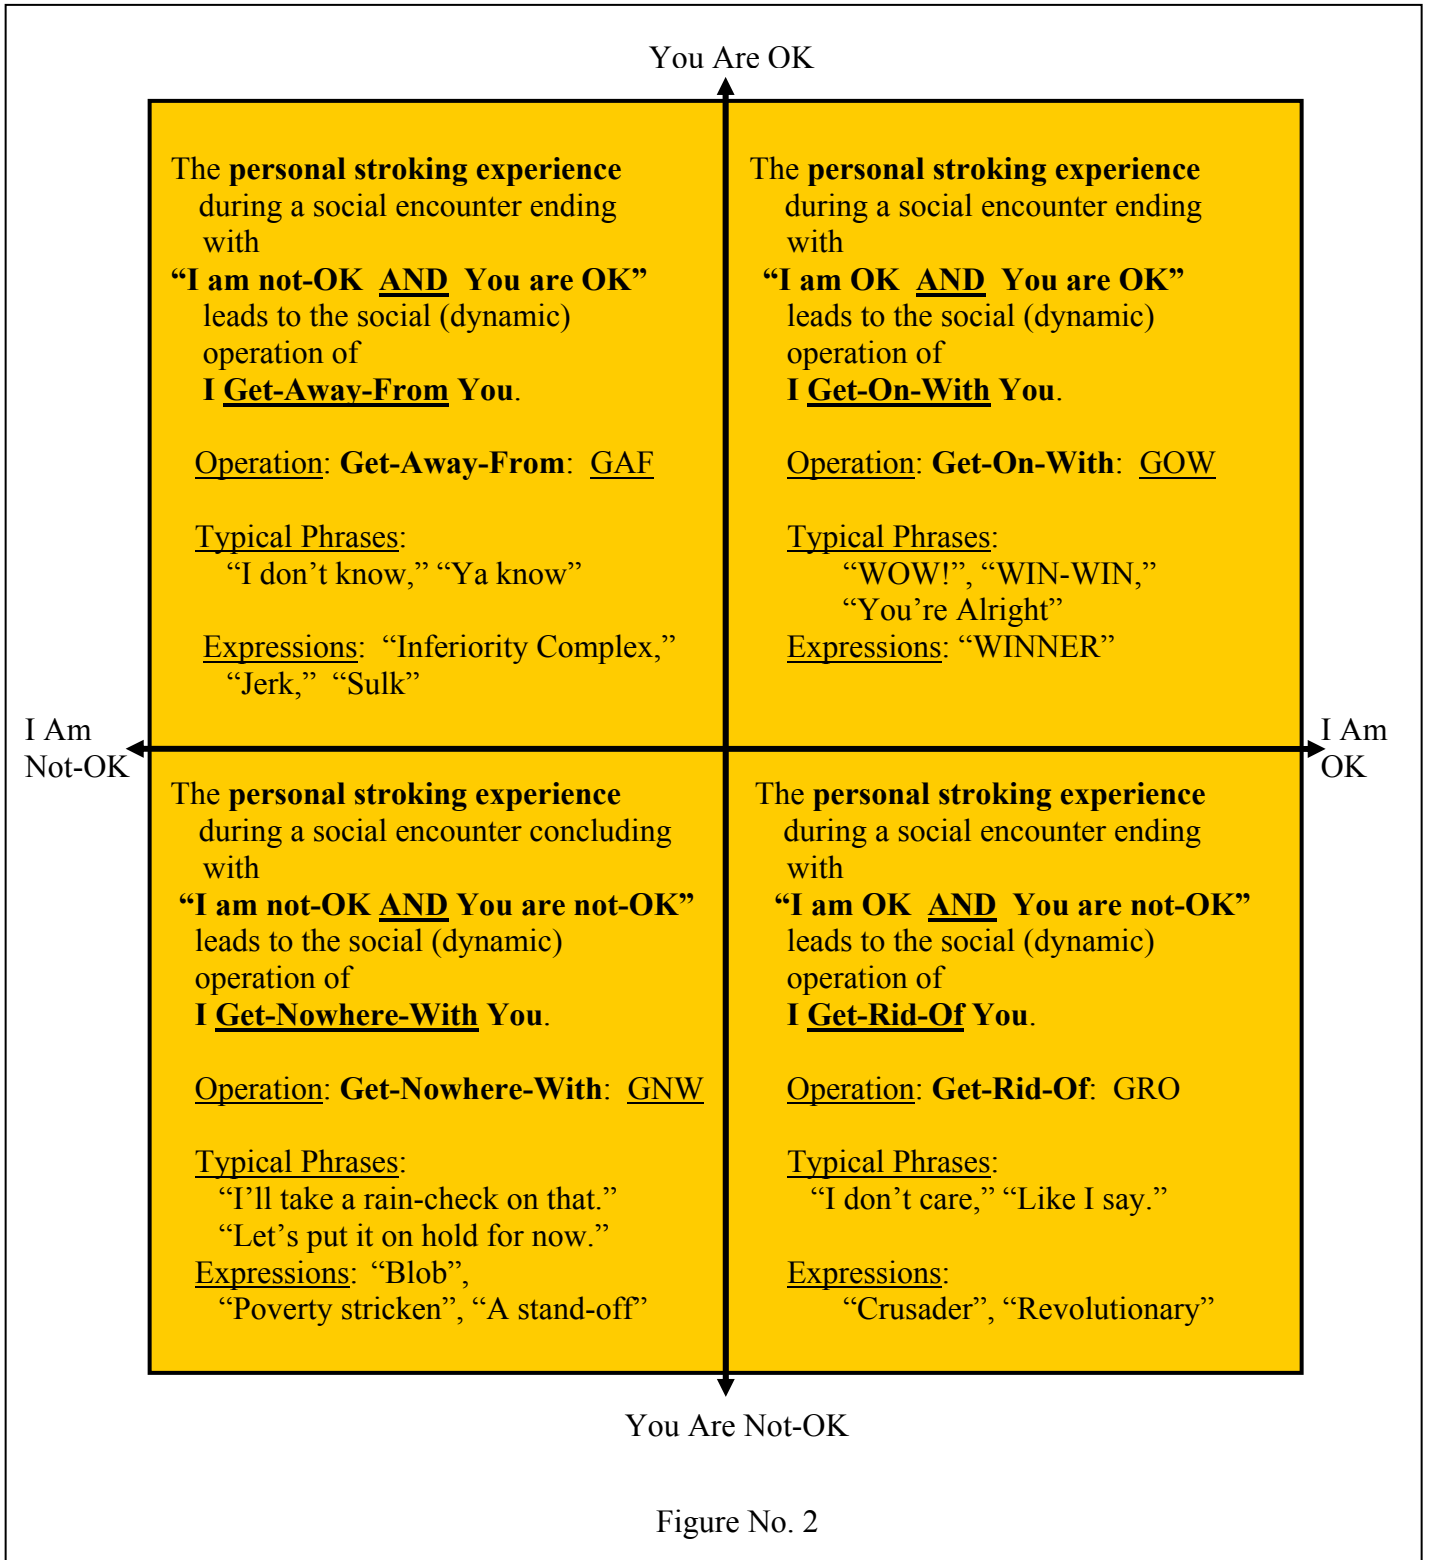 You Are OK
The personal stroking experience
during a social encounter ending
with
“I am not-OK AND You are OK”
leads to the social (dynamic)
operation of
I Get-Away-From You.
Operation: Get-Away-From: GAF
Typical Phrases:
“I don’t know,” “Ya know”
Expressions: “Inferiority Complex,”
“Jerk,” “Sulk”
The personal stroking experience
during a social encounter ending
with
“I am OK AND You are OK”
leads to the social (dynamic)
operation of
I Get-On-With You.
Operation: Get-On-With: GOW
Typical Phrases:
“WOW!”, “WIN-WIN,”
“You’re Alright”
Expressions: “WINNER”
I Am
Not-OK
I Am
OK
The personal stroking experience
during a social encounter concluding
with
“I am not-OK AND You are not-OK”
leads to the social (dynamic)
operation of
I Get-Nowhere-With You.
Operation: Get-Nowhere-With: GNW
Typical Phrases:
“I’ll take a rain-check on that.”
“Let’s put it on hold for now.”
Expressions: “Blob”,
“Poverty stricken”, “A stand-off”
The personal stroking experience
during a social encounter ending
with
“I am OK AND You are not-OK”
leads to the social (dynamic)
operation of
I Get-Rid-Of You.
Operation: Get-Rid-Of: GRO
Typical Phrases:
“I don’t care,” “Like I say.”
Expressions:
“Crusader”, “Revolutionary”
You Are Not-OK
Figure No. 2